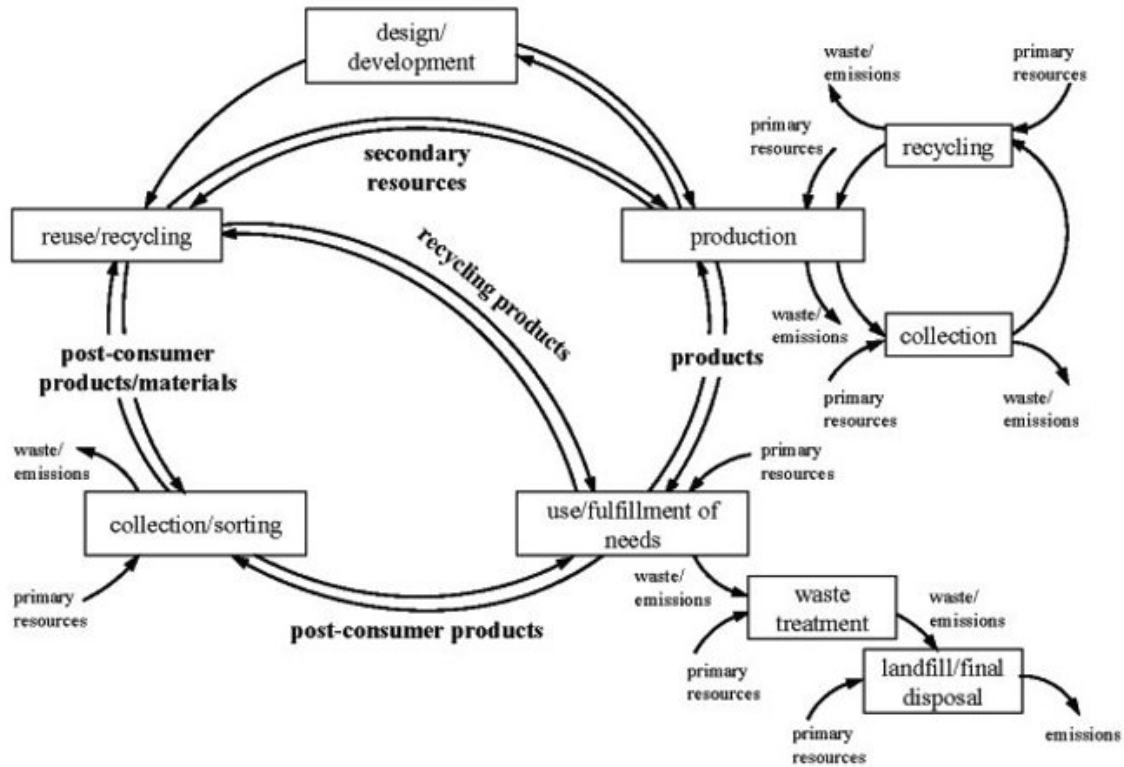 design/
development
waste/
emissions
primary
resources
primary
resources
recycling
secondary
resources
reuse/recycling
production
recycling products
waste/
emissions
collection
post-consumer
products/materials
products
primary
resources
waste/
emissions
waste/
emissions
primary
resources
collection/sorting
use/fulfillment of
needs
primary
resources
waste/
emissions
waste
treatment
waste/
emissions
post-consumer products
primary
resources
landfill/final
disposal
primary
resources
emissions